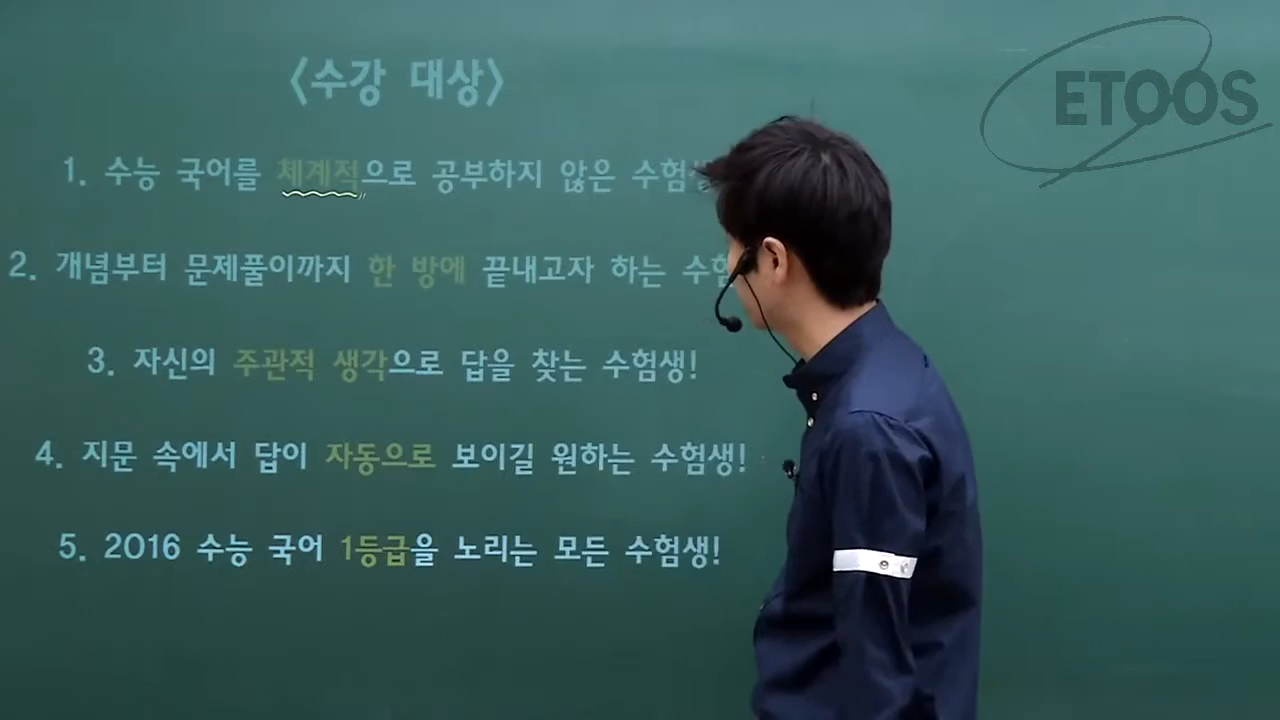 <수강 대상>
ETOOS
1. 수능 국어를 체계적으로 공부하지 않은
2. 개념부터 문제풀이까지 한 방에 끝내고자 하는
3. 자신의 주관적 생각으로 답을 찾는 수험생!
4. 지문 속에서 답이 자동으로 보이길 원하는 수험생!
5. 2016 수능 국어 1등급을 노리는 모든 수험생!